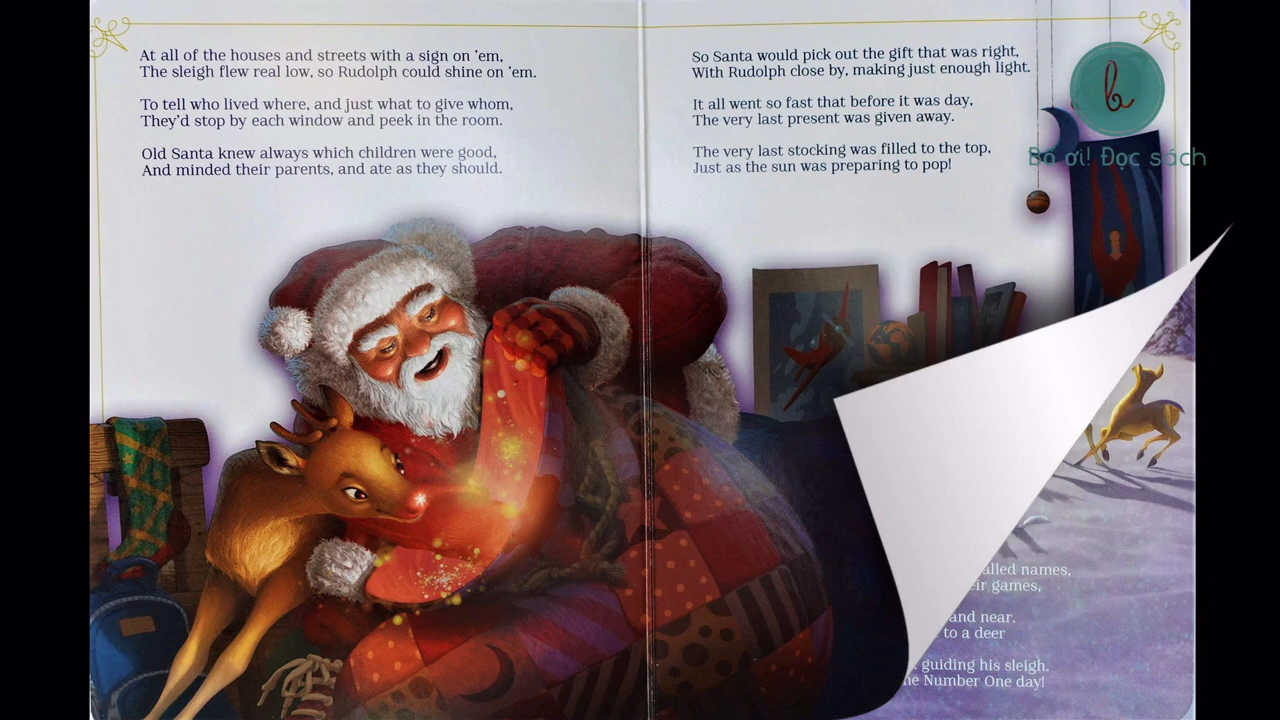 At all of the houses and streets with a sign on 'em,
The sleigh flew real low, so Rudolph could shine on 'em.
To tell who lived where, and just what to give whom,
They'd stop by each window and peek in the room.
Old Santa knew always which children were good,
And minded their parents, and ate as they should.
So Santa would pick out the gift that was right,
With Rudolph close by, making just enough light.
It all went so fast that before it was day,
The very last present was given away.
The very last stocking was filled to the top,
Just as the sun was preparing to pop!
b
Bố ơi! Đọc sách
alled names,
eir games,
and near.
to a deer
guiding his sleigh.
he Number One day!